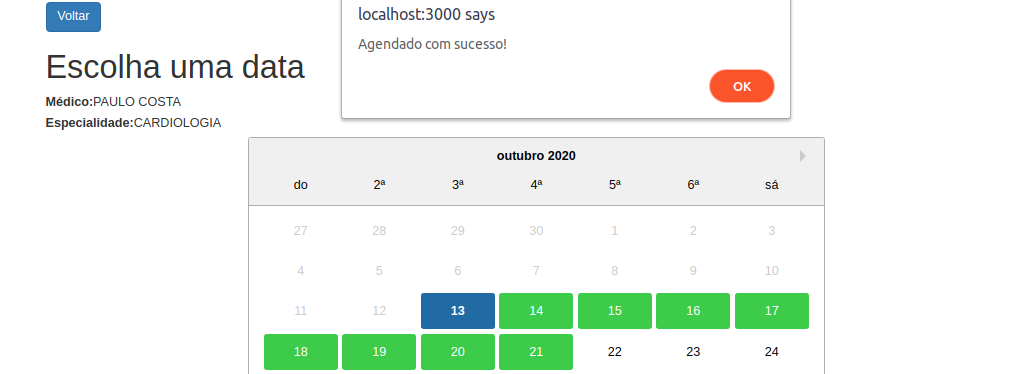 Voltar
localhost:3000 says
Agendado com sucesso!
OK
Escolha uma data
Médico:PAULO COSTA
Especialidade:CARDIOLOGIA
outubro 2020
do 2ª 3ª 4ª 5ª 6ª sá
27 28 29 30 1 2 3
4 5 6 7 8 9 10
11 12 13 14 15 16 17
18 19 20 21 22 23 24